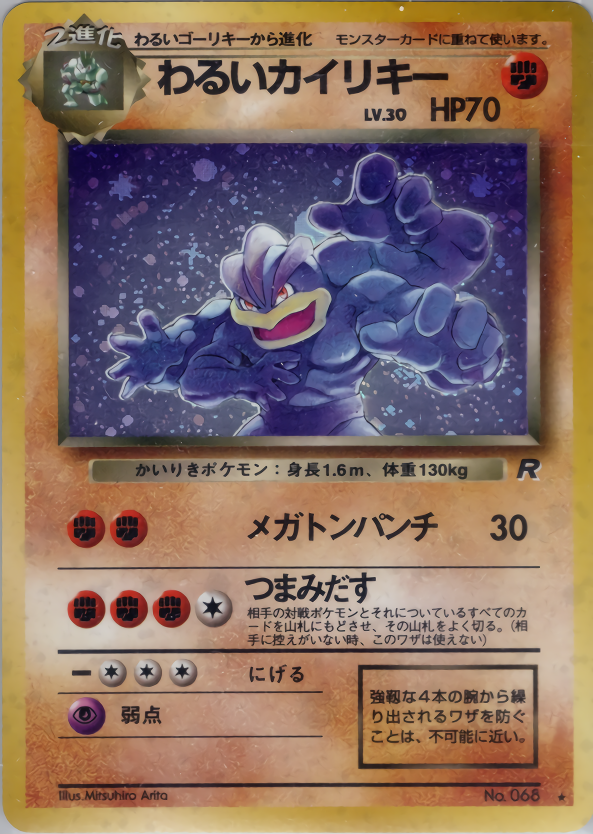 2進化
わるいゴーリキーから進化 モンスターカードに重ねて使います。
わるいカイリキー
LV.30 HP70
かいりきポケモン：身長1.6m、体重130kg
R
メガトンパンチ 30
つまみだす
相手の対戦ポケモンとそれについているすべてのカ
ードを山札にもどさせ、その山札をよく切る。（相
手に控えがいない時、このワザは使えない）
ー にげる
弱点
強靱な4本の腕から繰
り出されるワザを防ぐ
ことは、不可能に近い。
Illus. Mitsuhiro Arita
No. 068 ★